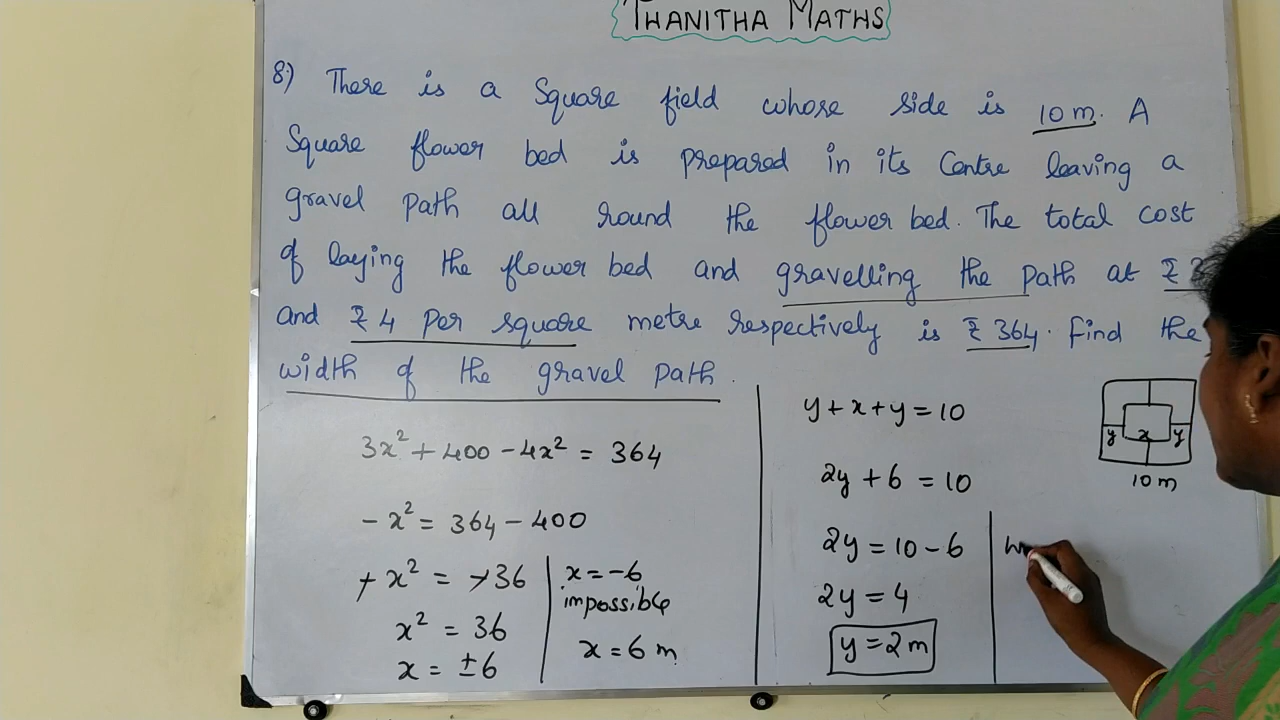 THANITHA MATHS
8) There is a Square field whose side is 10 m. A
Square flower bed is prepared in its Centre leaving a
gravel path all round the flower bed. The total cost
of laying the flower bed and gravelling the path at ₹
and ₹ 4 per square metre respectively is ₹ 364. Find the
width of the gravel path.
3x² + 400 - 4x² = 364
- x² = 364 - 400
+ x² = +36
x² = 36
x = ±6
x = -6
impossible
x = 6 m
y + x + y = 10
2y + 6 = 10
2y = 10 - 6
2y = 4
y = 2 m
y x y
10 m